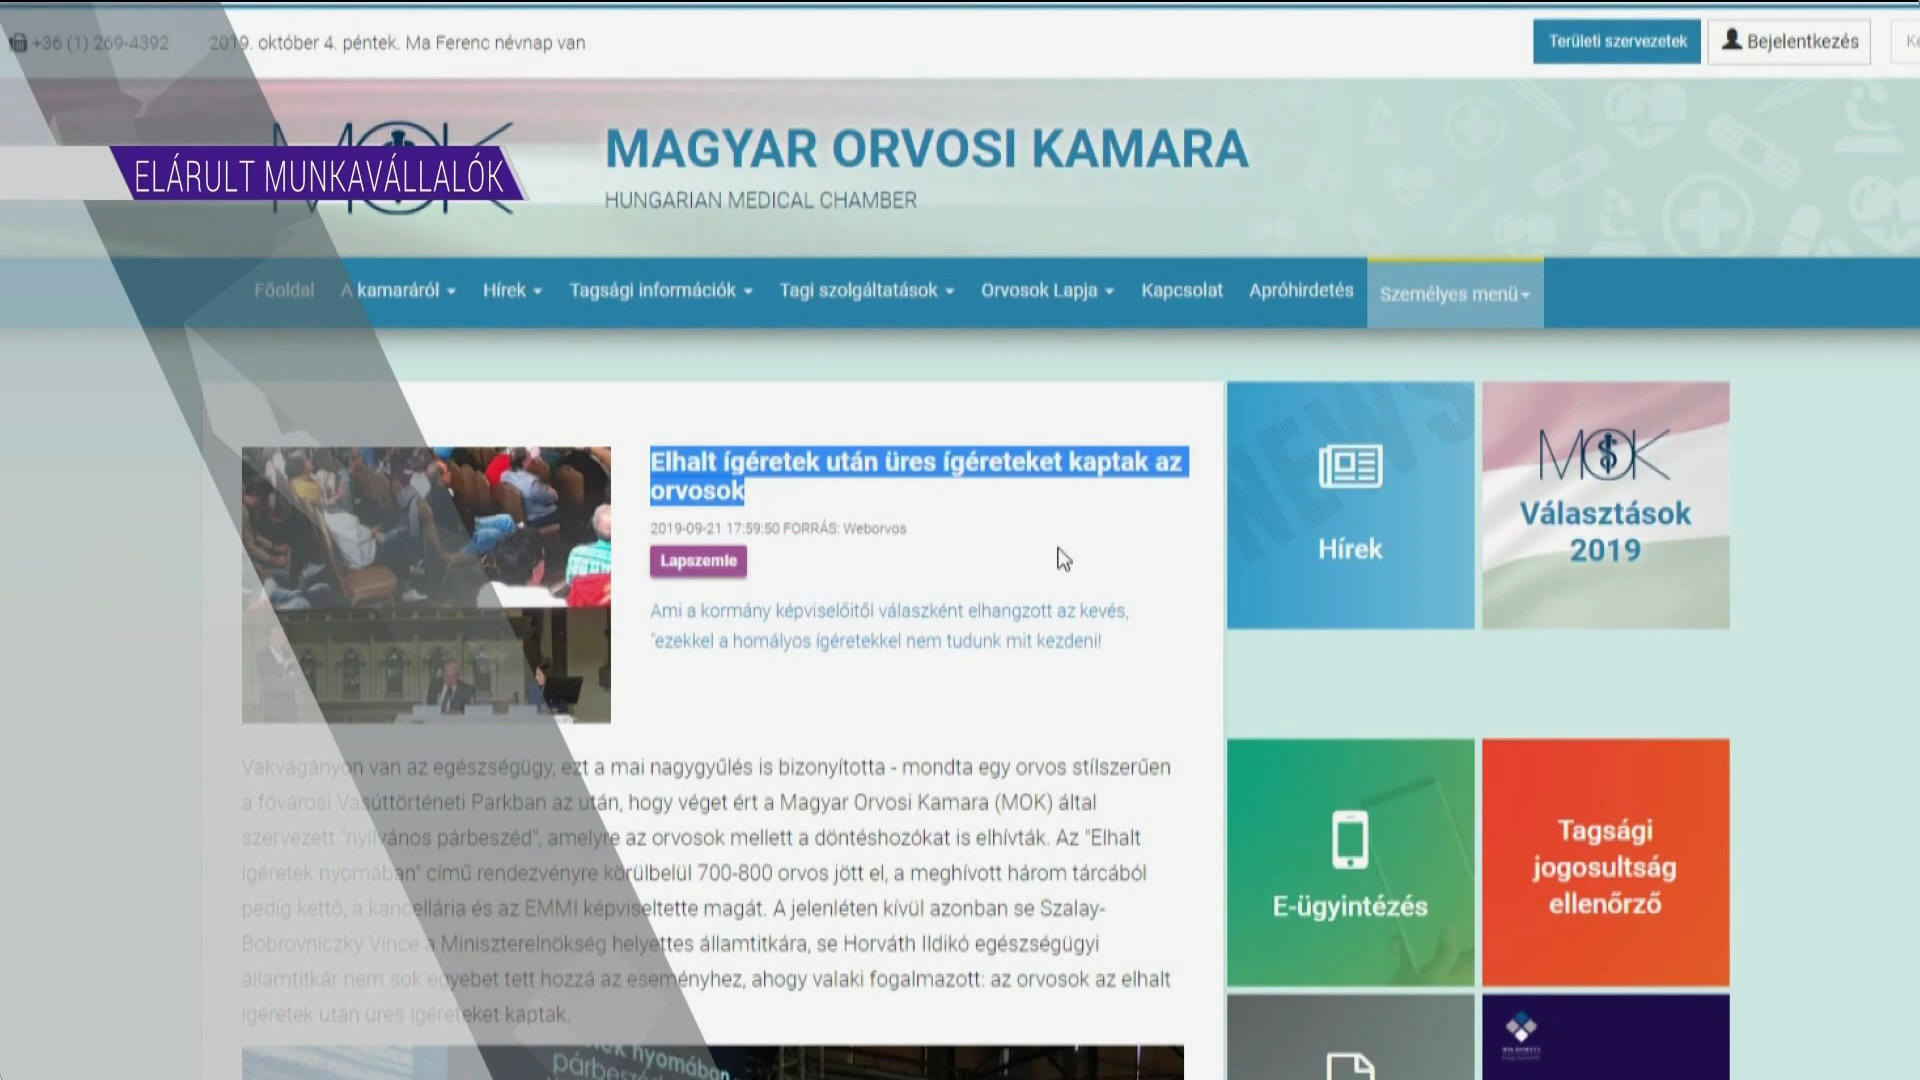 +36 (1) 269-4392
2019. október 4. péntek. Ma Ferenc névnap van
Területi szervezetek
Bejelentkezés
MOK
ELÁRULT MUNKAVÁLLALÓK
MAGYAR ORVOSI KAMARA
HUNGARIAN MEDICAL CHAMBER
Főoldal
A kamaráról
Hírek
Tagsági információk
Tagi szolgáltatások
Orvosok Lapja
Kapcsolat
Apróhirdetés
Személyes menü
Elhalt ígéretek után üres ígéreteket kaptak az
orvosok
2019-09-21 17:59:50 FORRÁS: Weborvos
Lapszemle
Ami a kormány képviselőitől válaszként elhangzott az kevés,
"ezekkel a homályos ígéretekkel nem tudunk mit kezdeni!
Vakvágányon van az egészségügy, ezt a mai nagygyűlés is bizonyította - mondta egy orvos stílszerűen
a fővárosi Vasúttörténeti Parkban az után, hogy véget ért a Magyar Orvosi Kamara (MOK) által
szervezett "nyilvános párbeszéd", amelyre az orvosok mellett a döntéshozókat is elhívták. Az "Elhalt
ígéretek nyomában" című rendezvényre körülbelül 700-800 orvos jött el, a meghívott három tárcából
pedig kettő, a kancellária és az EMMI képviseltette magát. A jelenléten kívül azonban se Szalay-
Bobrovniczky Vince a Miniszterelnökség helyettes államtitkára, se Horváth Ildikó egészségügyi
államtitkár nem sok egyebet tett hozzá az eseményhez, ahogy valaki fogalmazott: az orvosok az elhalt
ígéretek után üres ígéreteket kaptak.
nyomában
NEWS
Hírek
MOK
Választások
2019
E-ügyintézés
Tagsági
jogosultság
ellenőrző